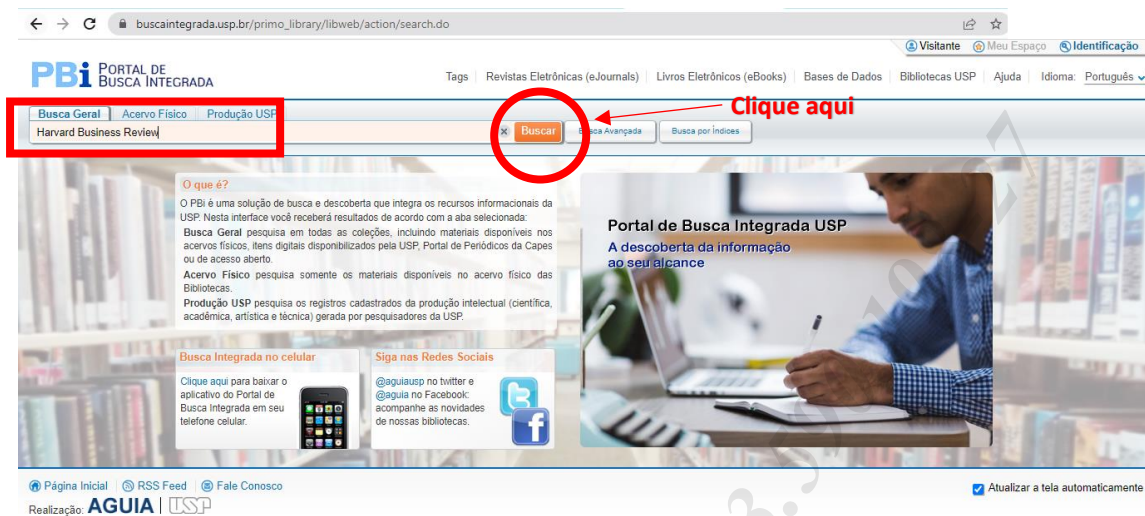 buscaintegrada.usp.br/primo_library/libweb/action/search.do
Visitante Meu Espaço Identificação
PBi PORTAL DE BUSCA INTEGRADA
Tags Revistas Eletrônicas (eJournals) Livros Eletrônicos (eBooks) Bases de Dados Bibliotecas USP Ajuda Idioma: Português
Busca Geral Acervo Físico Produção USP
Clique aqui
Harvard Business Review
Buscar Busca Avançada Busca por Índices
O que é?
O PBi é uma solução de busca e descoberta que integra os recursos informacionais da
USP. Nesta interface você receberá resultados de acordo com a aba selecionada:
Busca Geral pesquisa em todas as coleções, incluindo materiais disponíveis nos
acervos físicos, itens digitais disponibilizados pela USP, Portal de Periódicos da Capes
ou de acesso aberto.
Acervo Físico pesquisa somente os materiais disponíveis no acervo físico das
Bibliotecas.
Produção USP pesquisa os registros cadastrados da produção intelectual (científica,
acadêmica, artística e técnica) gerada por pesquisadores da USP.
Portal de Busca Integrada USP
A descoberta da informação
ao seu alcance
Busca Integrada no celular
Clique aqui para baixar o
aplicativo do Portal de
Busca Integrada em seu
telefone celular.
Siga nas Redes Sociais
@aguiausp no twitter e
@aguia no Facebook:
acompanhe as novidades
de nossas bibliotecas.
Página Inicial RSS Feed Fale Conosco
Atualizar a tela automaticamente
Realização: AGUIA USP